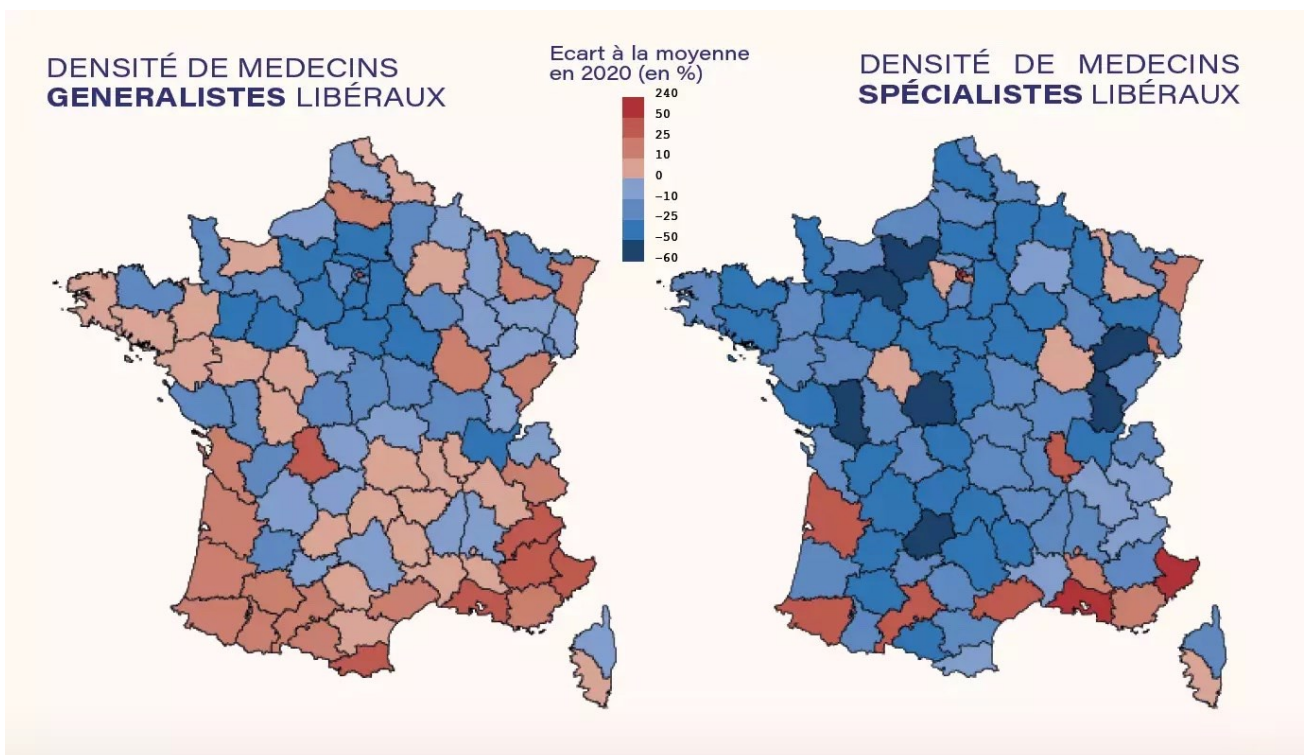 DENSITÉ DE MEDECINS
GENERALISTES LIBÉRAUX
Ecart à la moyenne
en 2020 (en %)
240
50
25
10
0
–10
–25
–50
–60
DENSITÉ DE MEDECINS
SPÉCIALISTES LIBÉRAUX